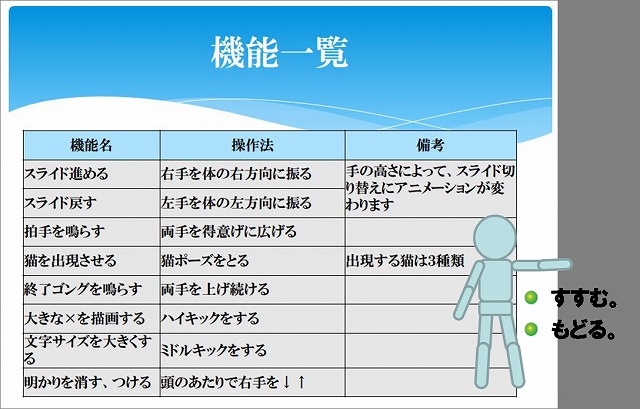 機能一覧
機能名 操作法 備考
スライド進める 右手を体の右方向に振る 手の高さによって、スライド切
り替えにアニメーションが変
わります
スライド戻す 左手を体の左方向に振る
拍手を鳴らす 両手を得意げに広げる
猫を出現させる 猫ポーズをとる 出現する猫は3種類
終了ゴングを鳴らす 両手を上げ続ける
大きな×を描画する ハイキックをする
文字サイズを大きくす
る ミドルキックをする
明かりを消す、つける 頭のあたりで右手を↓↑
すすむ。
もどる。